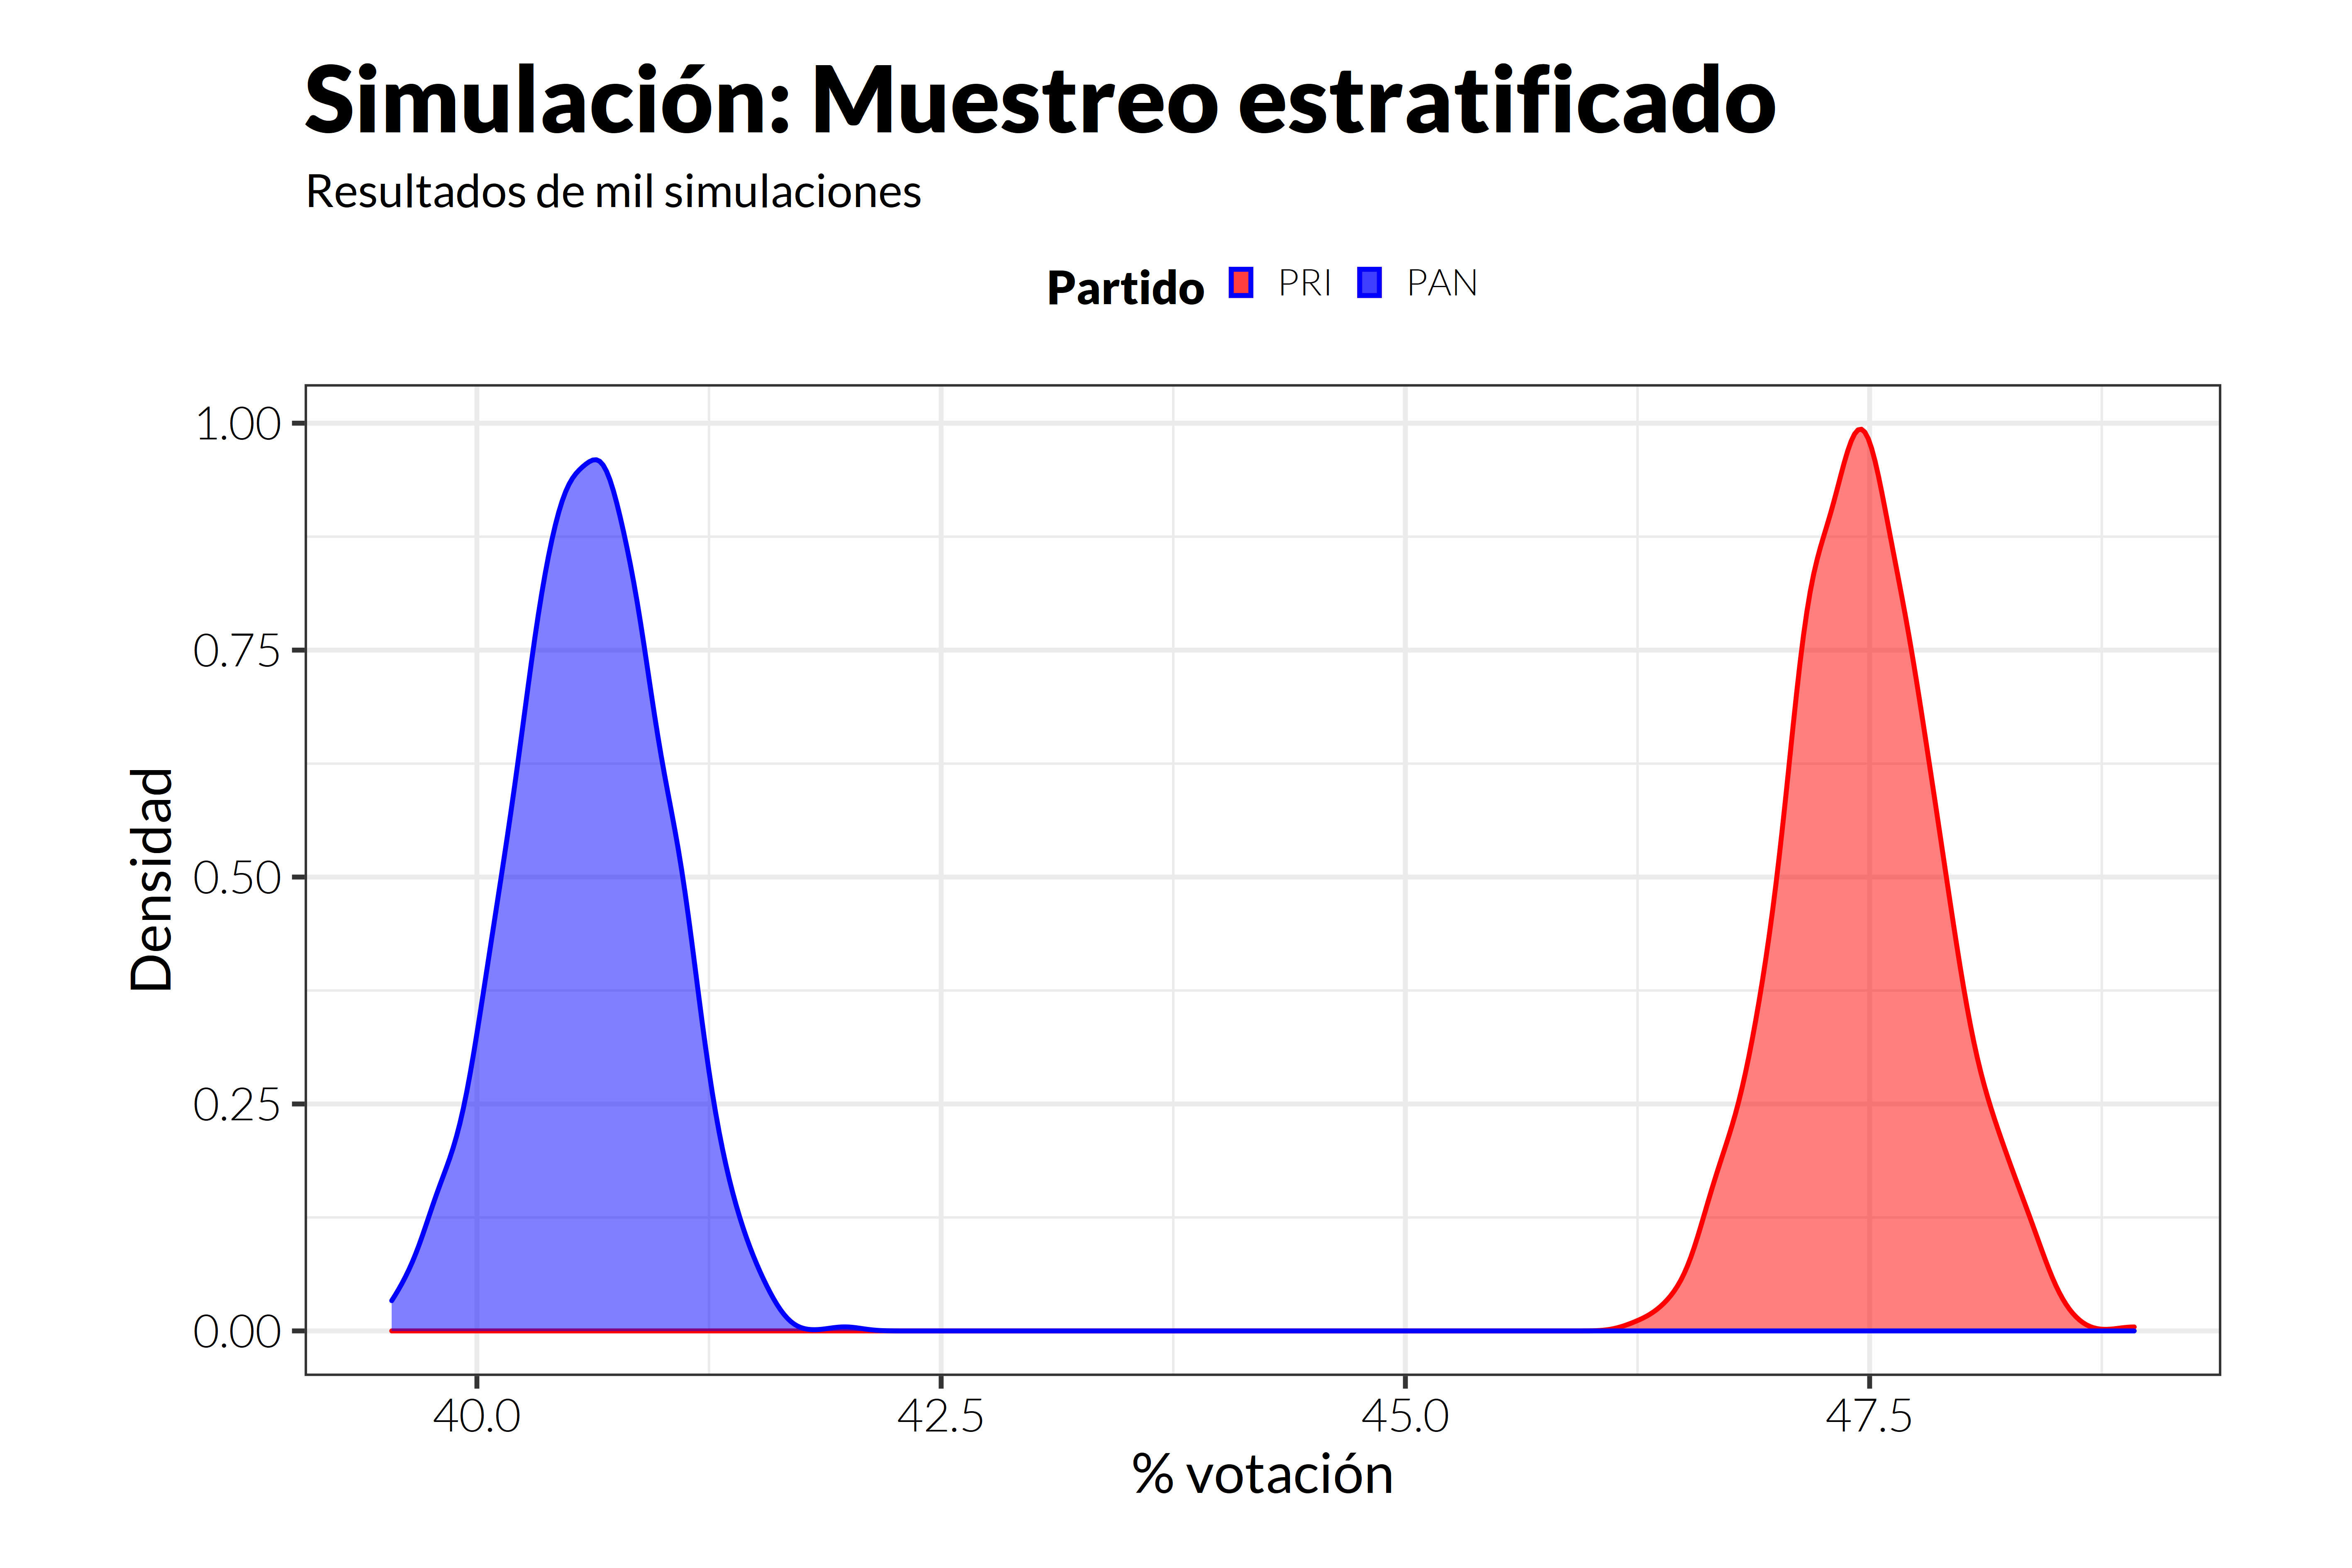 Simulación: Muestreo estratificado
Resultados de mil simulaciones
Partido PRI PAN
1.00
0.75
0.50
0.25
0.00
Densidad
40.0 42.5 45.0 47.5
% votación